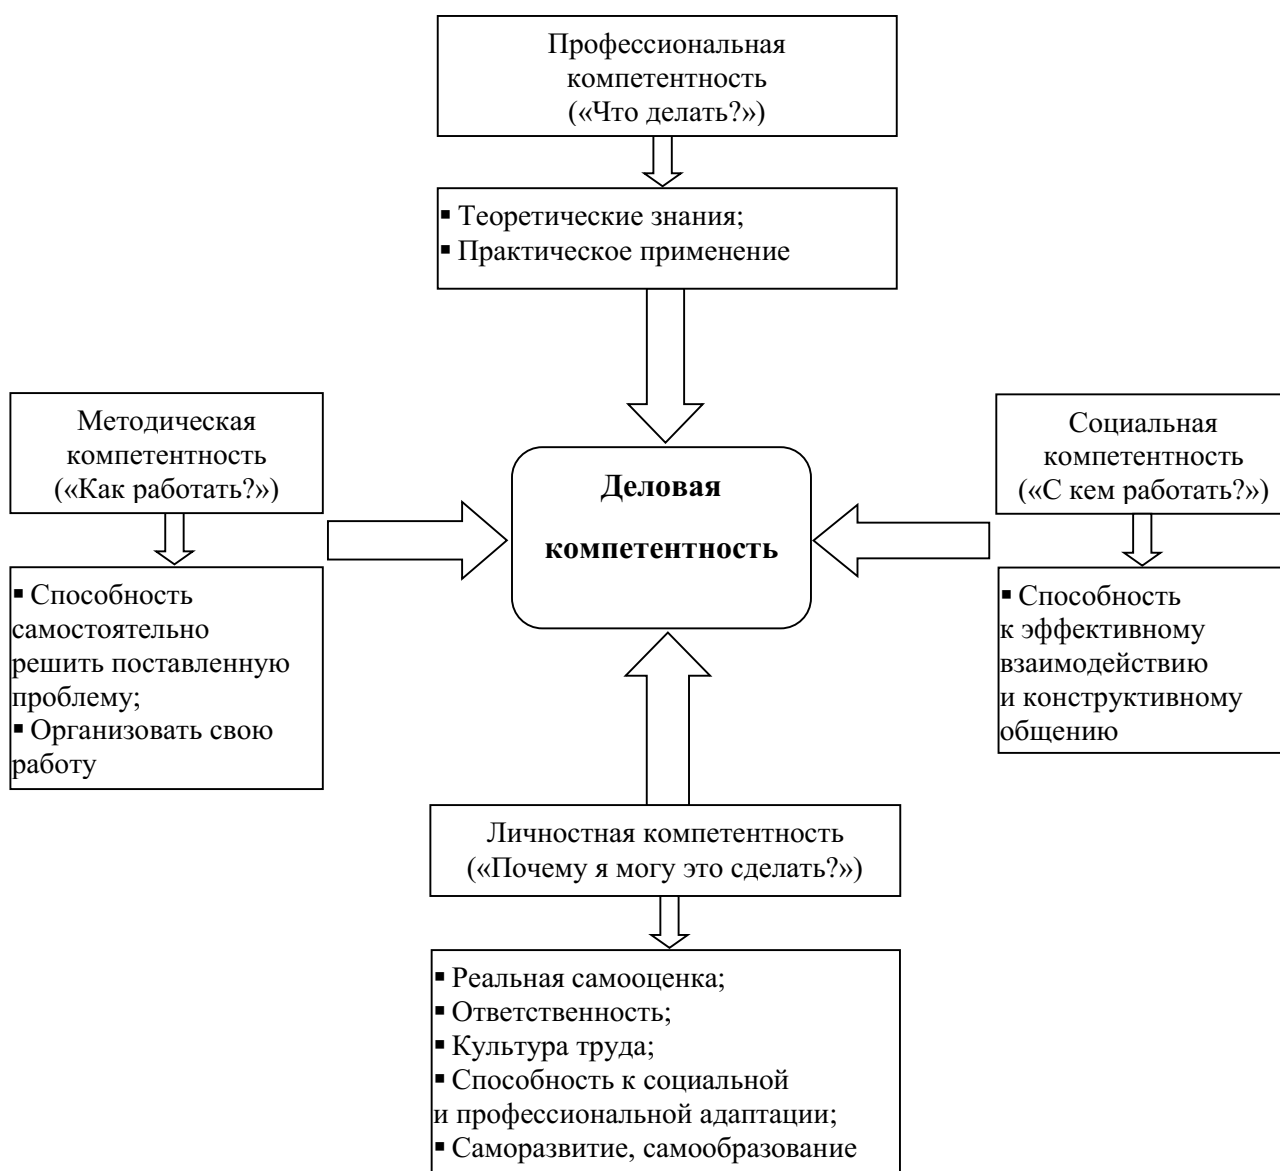 Профессиональная
компетентность
(«Что делать?»)
▪ Теоретические знания;
▪ Практическое применение
Методическая
компетентность
(«Как работать?»)
▪ Способность
самостоятельно
решить поставленную
проблему;
▪ Организовать свою
работу
Деловая
компетентность
Социальная
компетентность
(«С кем работать?»)
▪ Способность
к эффективному
взаимодействию
и конструктивному
общению
Личностная компетентность
(«Почему я могу это сделать?»)
▪ Реальная самооценка;
▪ Ответственность;
▪ Культура труда;
▪ Способность к социальной
и профессиональной адаптации;
▪ Саморазвитие, самообразование